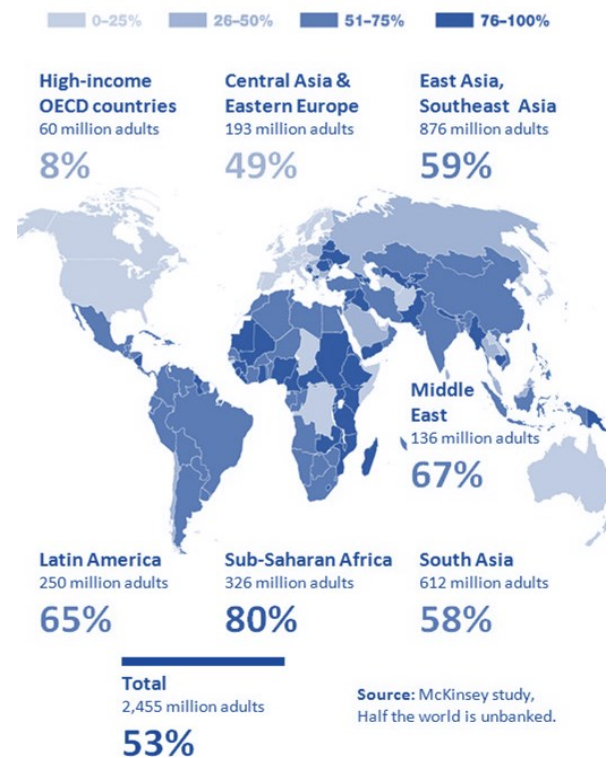 0–25%
26–50%
51–75%
76–100%
High-income
OECD countries
60 million adults
8%
Central Asia &
Eastern Europe
193 million adults
49%
East Asia,
Southeast Asia
876 million adults
59%
Middle
East
136 million adults
67%
Latin America
250 million adults
65%
Sub-Saharan Africa
326 million adults
80%
South Asia
612 million adults
58%
Total
2,455 million adults
53%
Source: McKinsey study,
Half the world is unbanked.